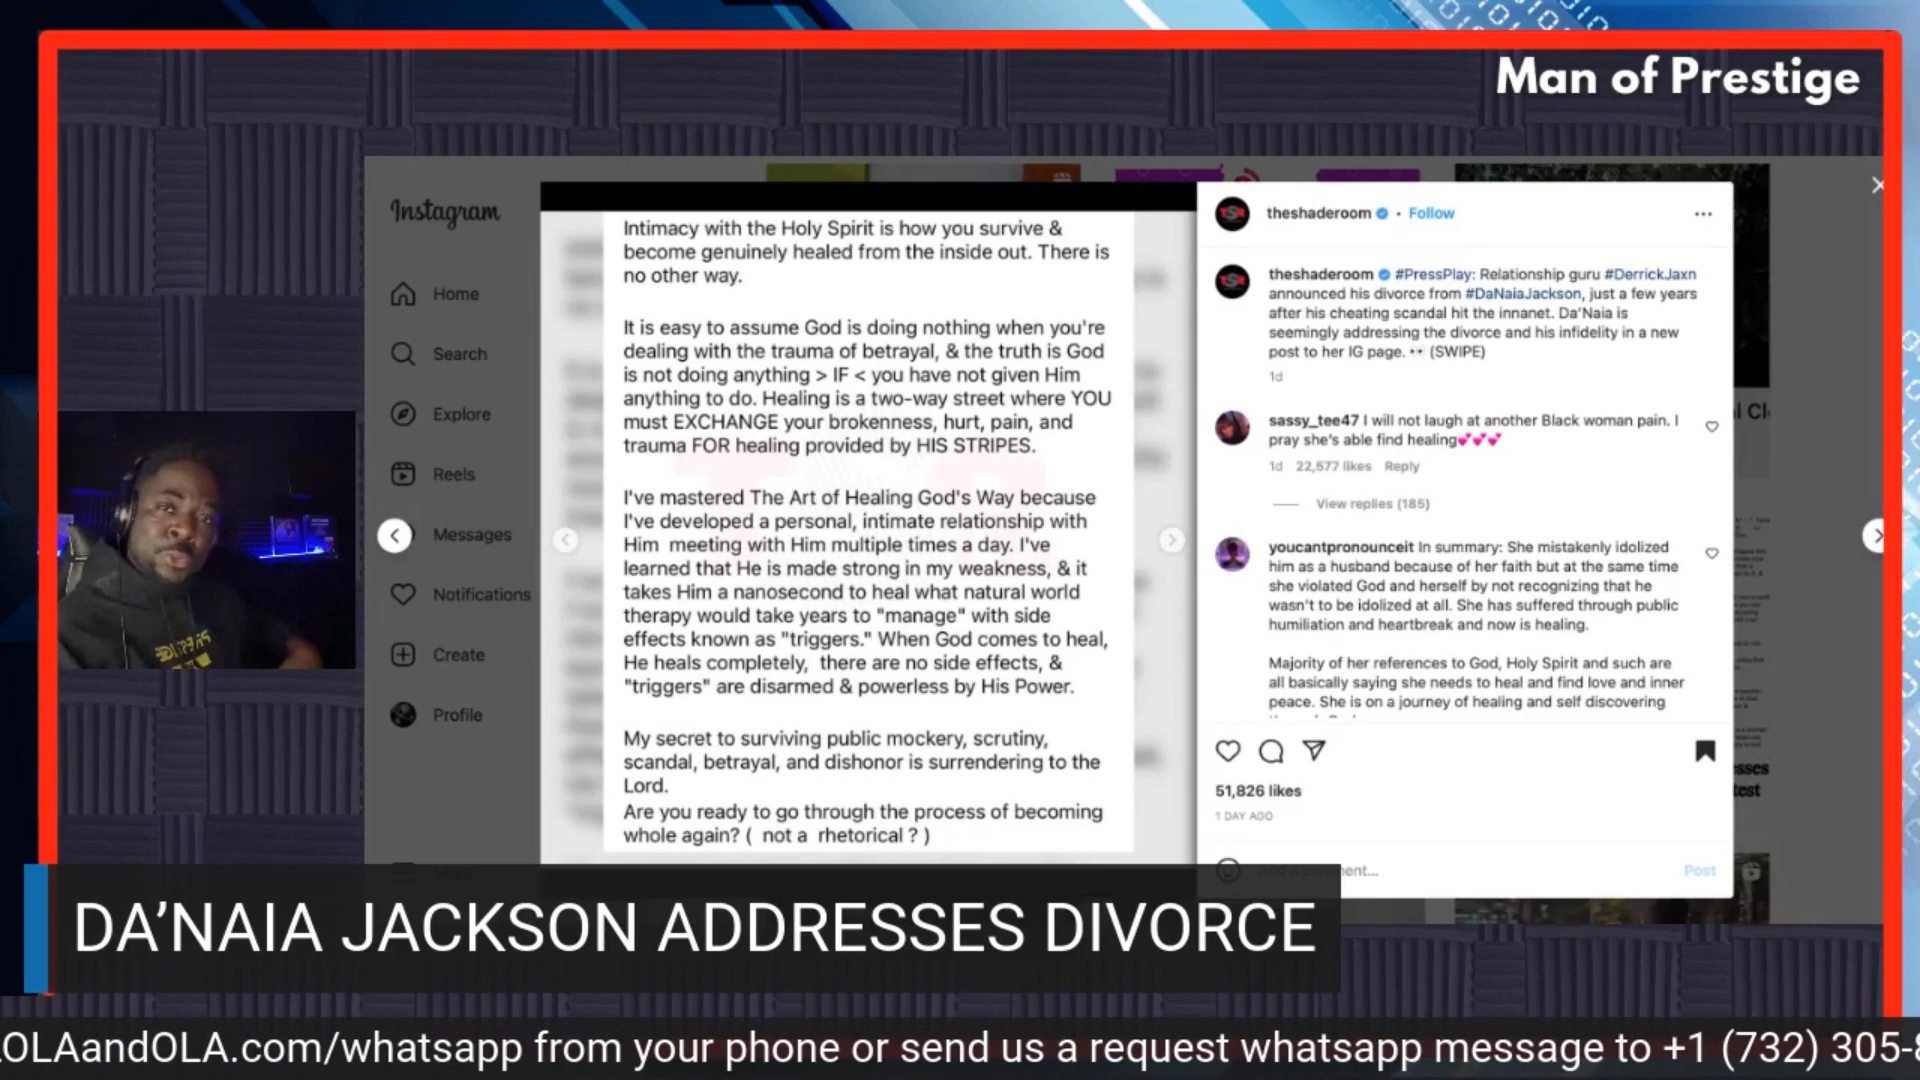 Man of Prestige
Instagram
Home
Search
Explore
Reels
Messages
Notifications
Create
Profile
Intimacy with the Holy Spirit is how you survive &
become genuinely healed from the inside out. There is
no other way.
It is easy to assume God is doing nothing when you're
dealing with the trauma of betrayal, & the truth is God
is not doing anything > IF < you have not given Him
anything to do. Healing is a two-way street where YOU
must EXCHANGE your brokenness, hurt, pain, and
trauma FOR healing provided by HIS STRIPES.
I've mastered The Art of Healing God's Way because
I've developed a personal, intimate relationship with
Him meeting with Him multiple times a day. I've
learned that He is made strong in my weakness, & it
takes Him a nanosecond to heal what natural world
therapy would take years to "manage" with side
effects known as "triggers." When God comes to heal,
He heals completely, there are no side effects, &
"triggers" are disarmed & powerless by His Power.
My secret to surviving public mockery, scrutiny,
scandal, betrayal, and dishonor is surrendering to the
Lord.
Are you ready to go through the process of becoming
whole again? ( not a rhetorical ? )
theshaderoom • Follow
theshaderoom #PressPlay: Relationship guru #DerrickJaxn
announced his divorce from #DaNaiaJackson, just a few years
after his cheating scandal hit the innanet. Da'Naia is
seemingly addressing the divorce and his infidelity in a new
post to her IG page. 👀 (SWIPE)
1d
sassy_tee47 I will not laugh at another Black woman pain. I
pray she's able find healing💕💕💕
1d 22,577 likes Reply
View replies (185)
youcantpronounceit In summary: She mistakenly idolized
him as a husband because of her faith but at the same time
she violated God and herself by not recognizing that he
wasn't to be idolized at all. She has suffered through public
humiliation and heartbreak and now is healing.
Majority of her references to God, Holy Spirit and such are
all basically saying she needs to heal and find love and inner
peace. She is on a journey of healing and self discovering
51,826 likes
1 DAY AGO
Post
DA'NAIA JACKSON ADDRESSES DIVORCE
OLAandOLA.com/whatsapp from your phone or send us a request whatsapp message to +1 (732) 305-